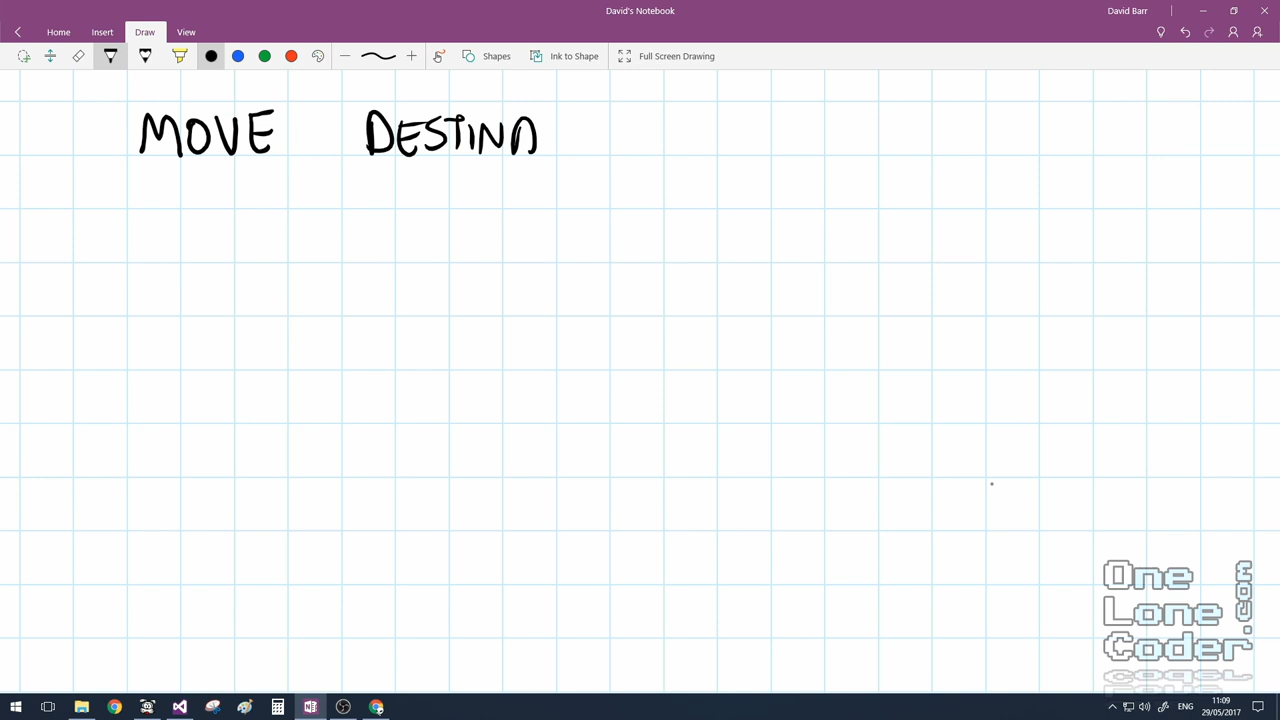 David's Notebook
David Barr
Home Insert Draw View
Shapes Ink to Shape Full Screen Drawing
MOVE DESTINA
One
Lone
Coder
.com
ENG
11:09
29/05/2017